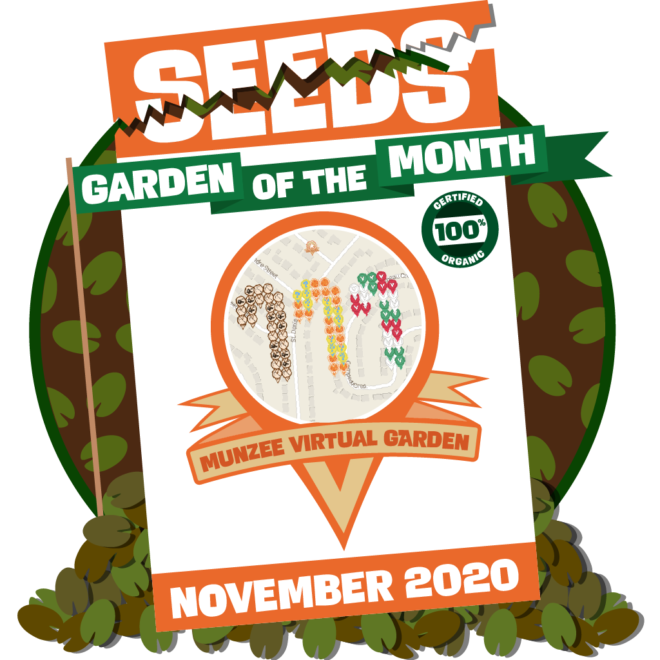 SEEDS
GARDEN OF THE MONTH
CERTIFIED
100%
ORGANIC
MUNZEE VIRTUAL GARDEN
NOVEMBER 2020